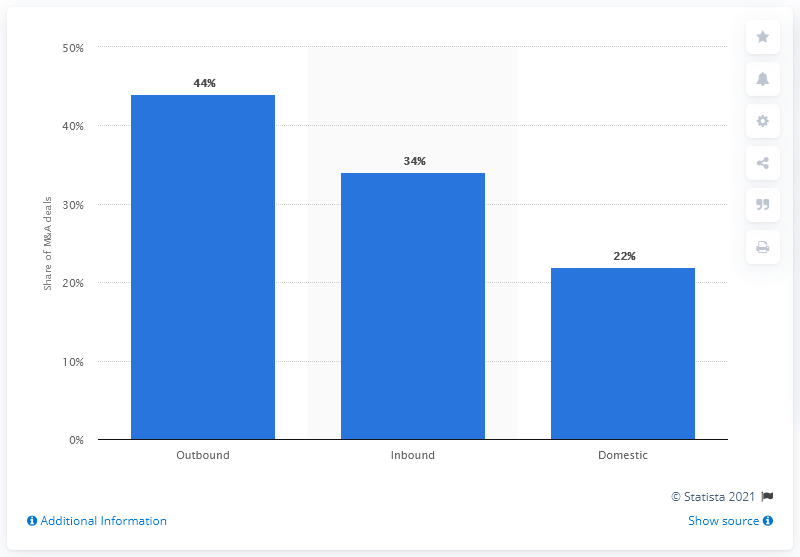 50%
44%
40%
34%
30%
22%
20%
10%
0%
Share of M&A deals
Outbound
Inbound
Domestic
© Statista 2021
Additional Information
Show source